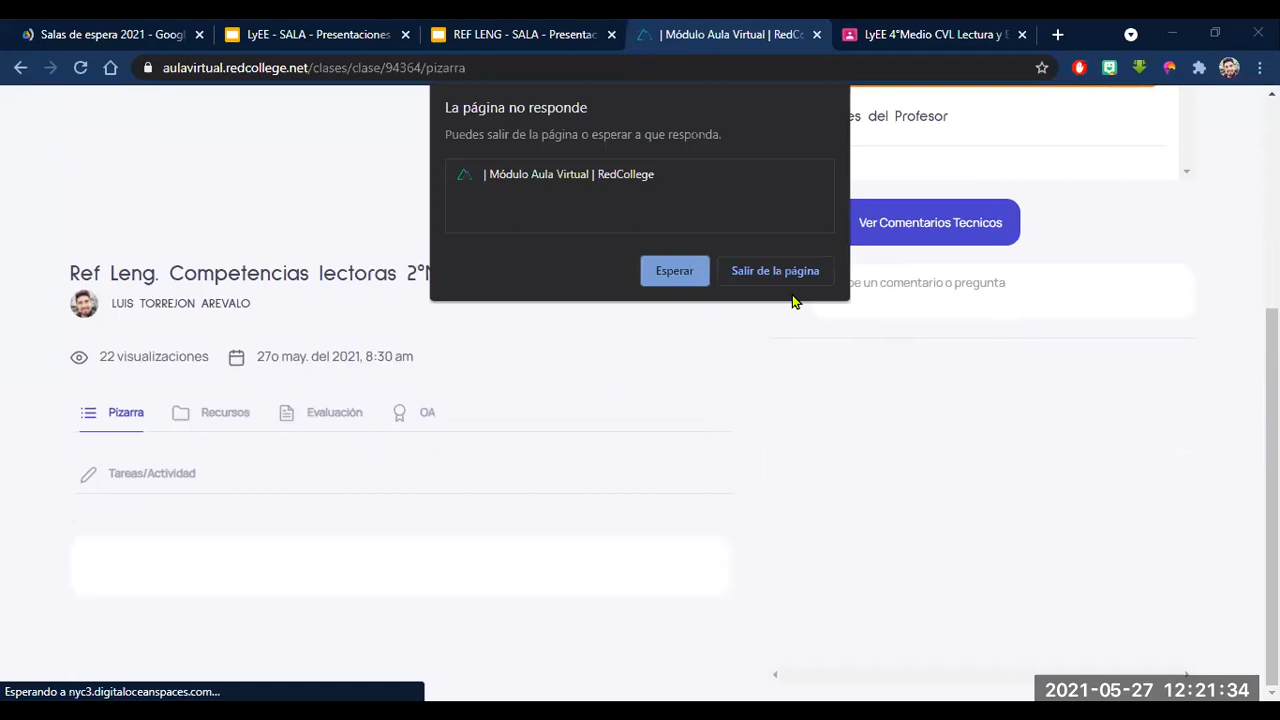 Salas de espera 2021 - Googl
LyEE - SALA - Presentaciones
REF LENG - SALA - Presentac
| Módulo Aula Virtual | RedCo
LyEE 4°Medio CVL Lectura y E
aulavirtual.redcollege.net/clases/clase/94364/pizarra
La página no responde
Puedes salir de la página o esperar a que responda.
| Módulo Aula Virtual | RedCollege
Esperar
Salir de la página
es del Profesor
Ver Comentarios Tecnicos
be un comentario o pregunta
Ref Leng. Competencias lectoras 2°
LUIS TORREJON AREVALO
22 visualizaciones
27o may. del 2021, 8:30 am
Pizarra
Recursos
Evaluación
OA
Tareas/Actividad
Esperando a nyc3.digitaloceanspaces.com...
2021-05-27 12:21:34